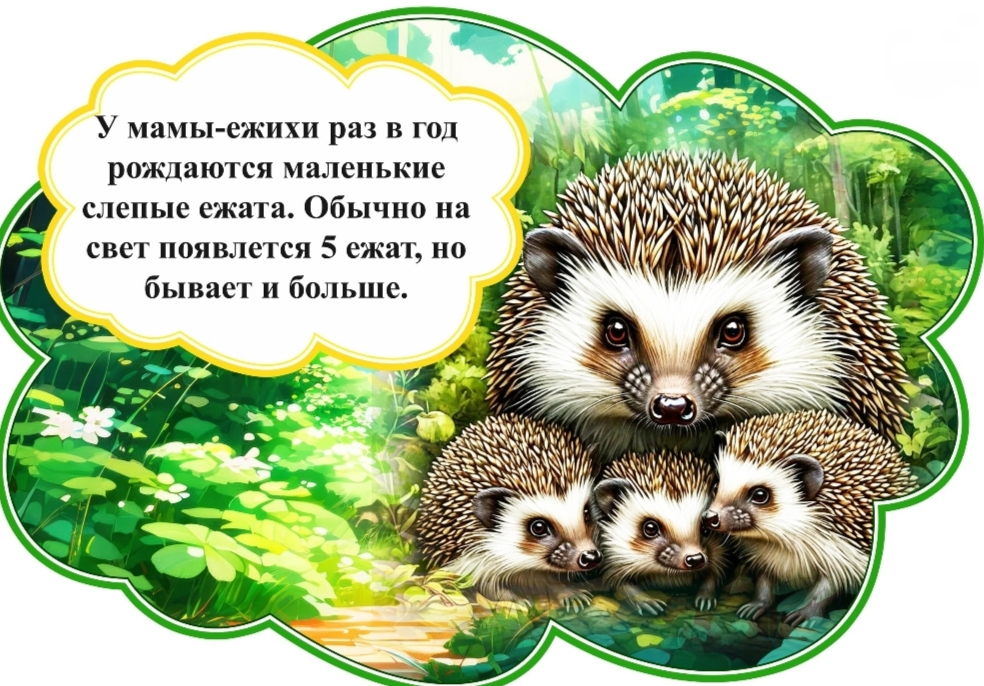 У мамы-ежихи раз в год
рождаются маленькие
слепые ежата. Обычно на
свет появлется 5 ежат, но
бывает и больше.